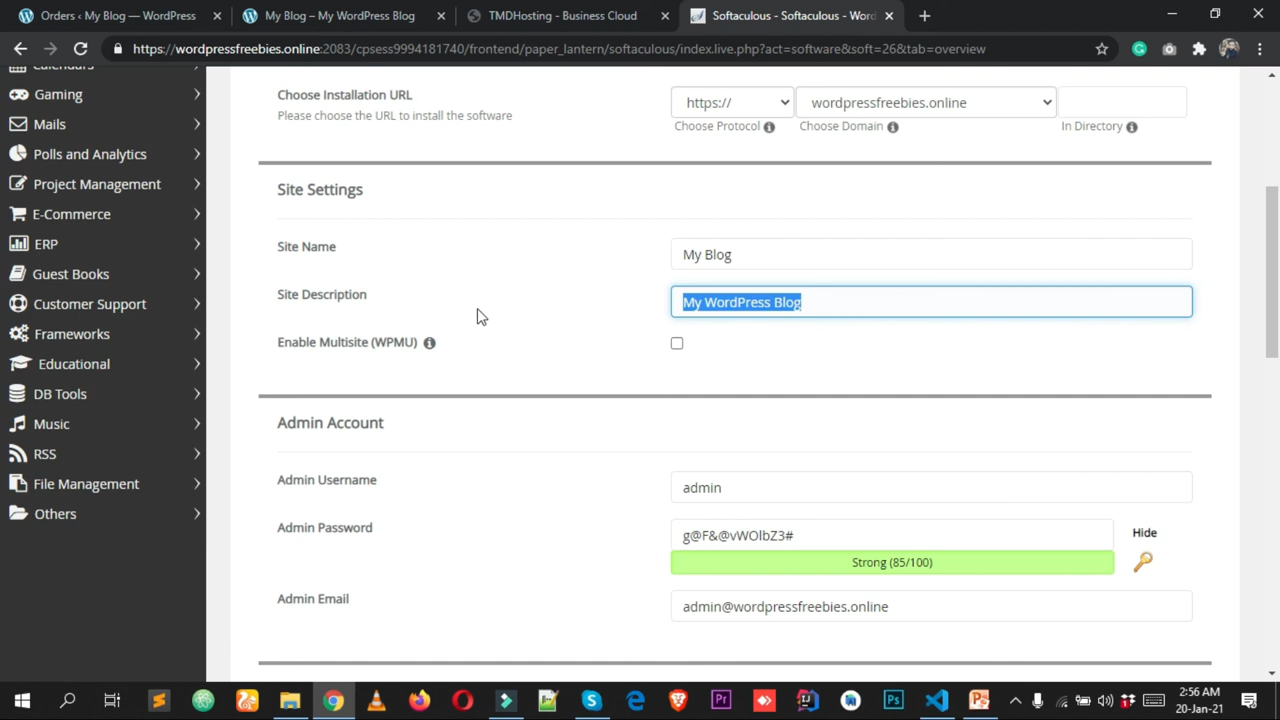 Orders ‹ My Blog — WordPress
My Blog – My WordPress Blog
TMDHosting - Business Cloud
Softaculous - Softaculous - Word
https://wordpressfreebies.online:2083/cpsess9994181740/frontend/paper_lantern/softaculous/index.live.php?act=software&soft=26&tab=overview
Calendars
Gaming
Mails
Polls and Analytics
Project Management
E-Commerce
ERP
Guest Books
Customer Support
Frameworks
Educational
DB Tools
Music
RSS
File Management
Others
Choose Installation URL
Please choose the URL to install the software
https://
wordpressfreebies.online
Choose Protocol
Choose Domain
In Directory
Site Settings
Site Name
My Blog
Site Description
My WordPress Blog
Enable Multisite (WPMU)
Admin Account
Admin Username
admin
Admin Password
g@F&@vWOlbZ3#
Hide
Strong (85/100)
Admin Email
admin@wordpressfreebies.online
2:56 AM
20-Jan-21